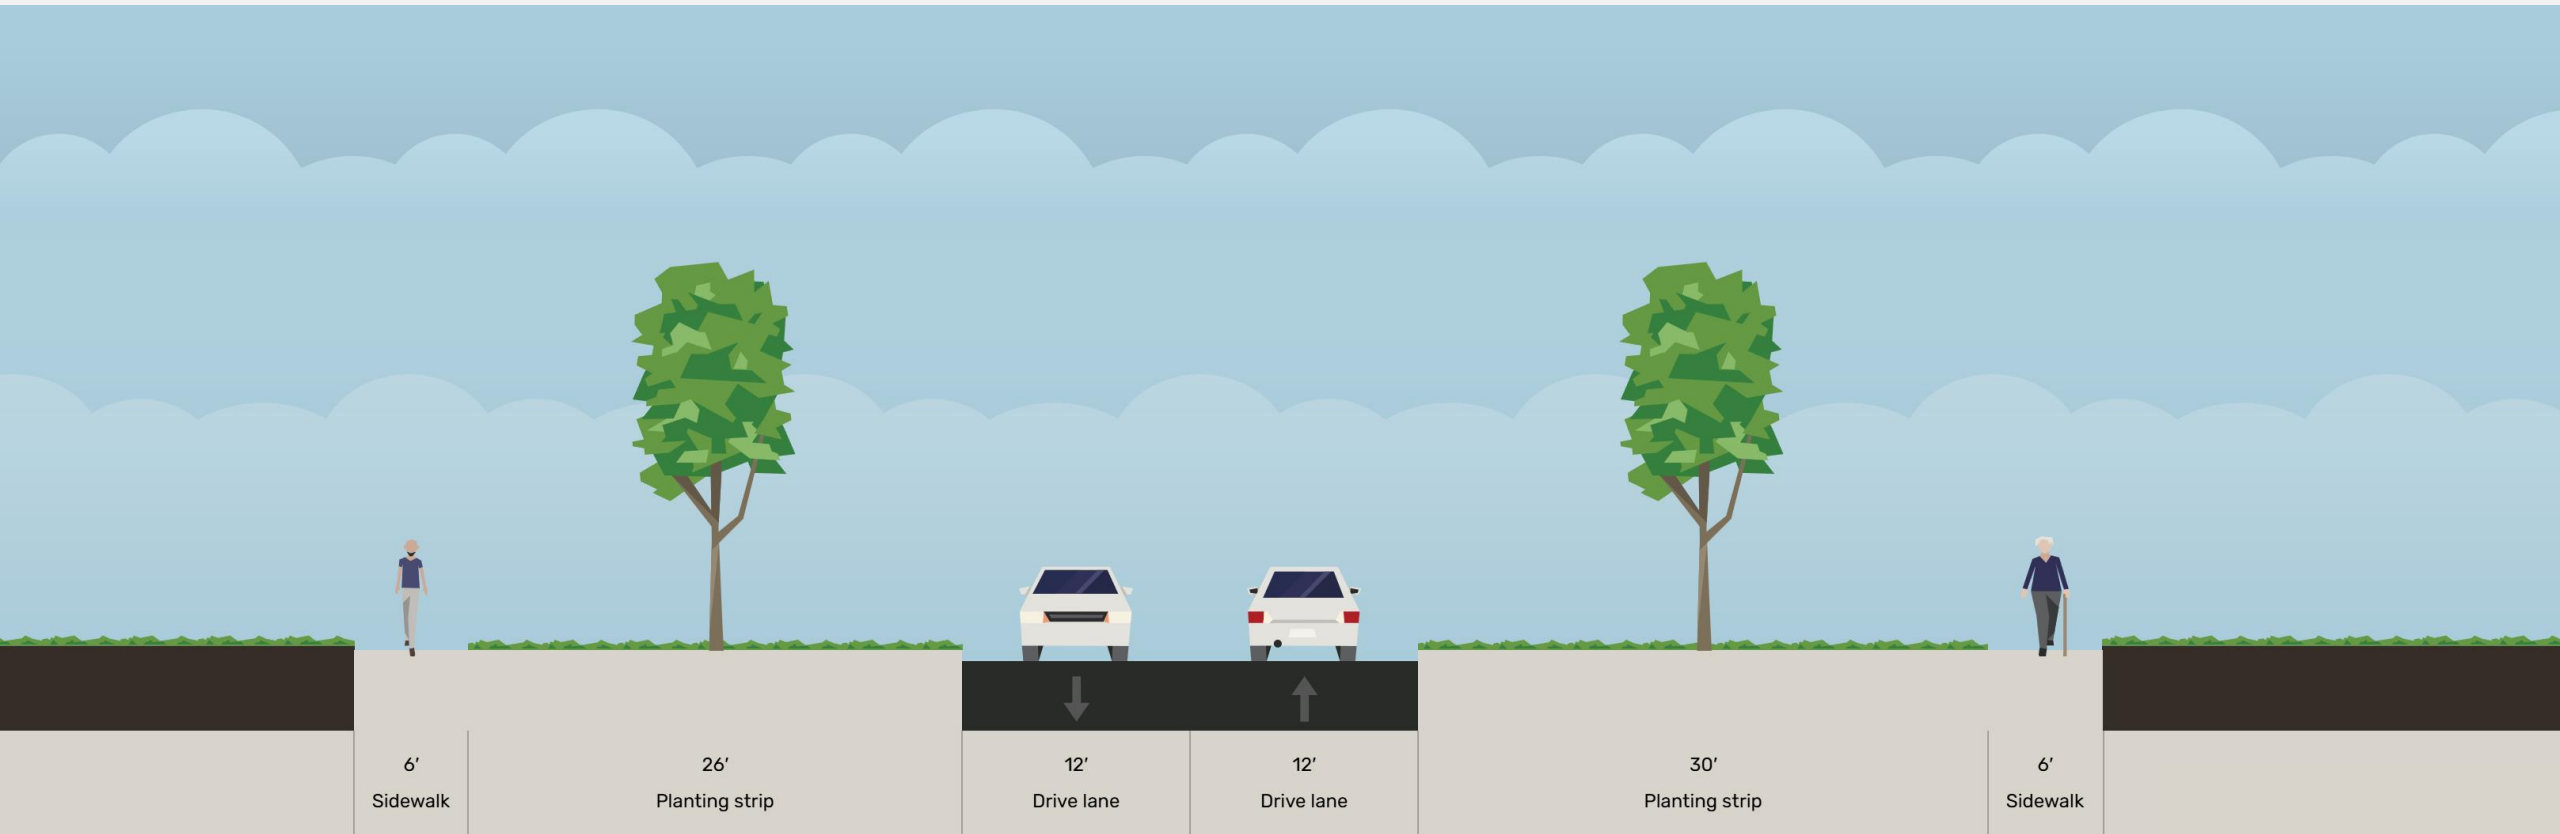 6′
Sidewalk
26′
Planting strip
12′
Drive lane
12′
Drive lane
30′
Planting strip
6′
Sidewalk